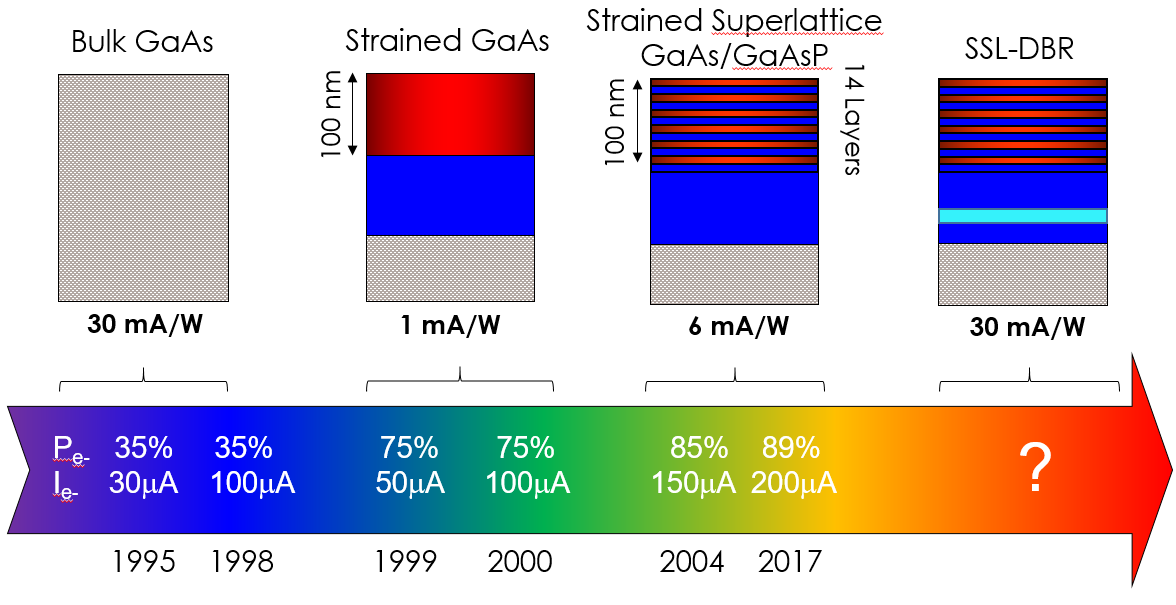 Bulk GaAs
Strained GaAs
Strained Superlattice
GaAs/GaAsP
SSL-DBR
100 nm
100 nm
14 Layers
30 mA/W
1 mA/W
6 mA/W
30 mA/W
Pe- 35% 35% 75% 75% 85% 89%
Ie- 30μA 100μA 50μA 100μA 150μA 200μA
?
1995 1998 1999 2000 2004 2017